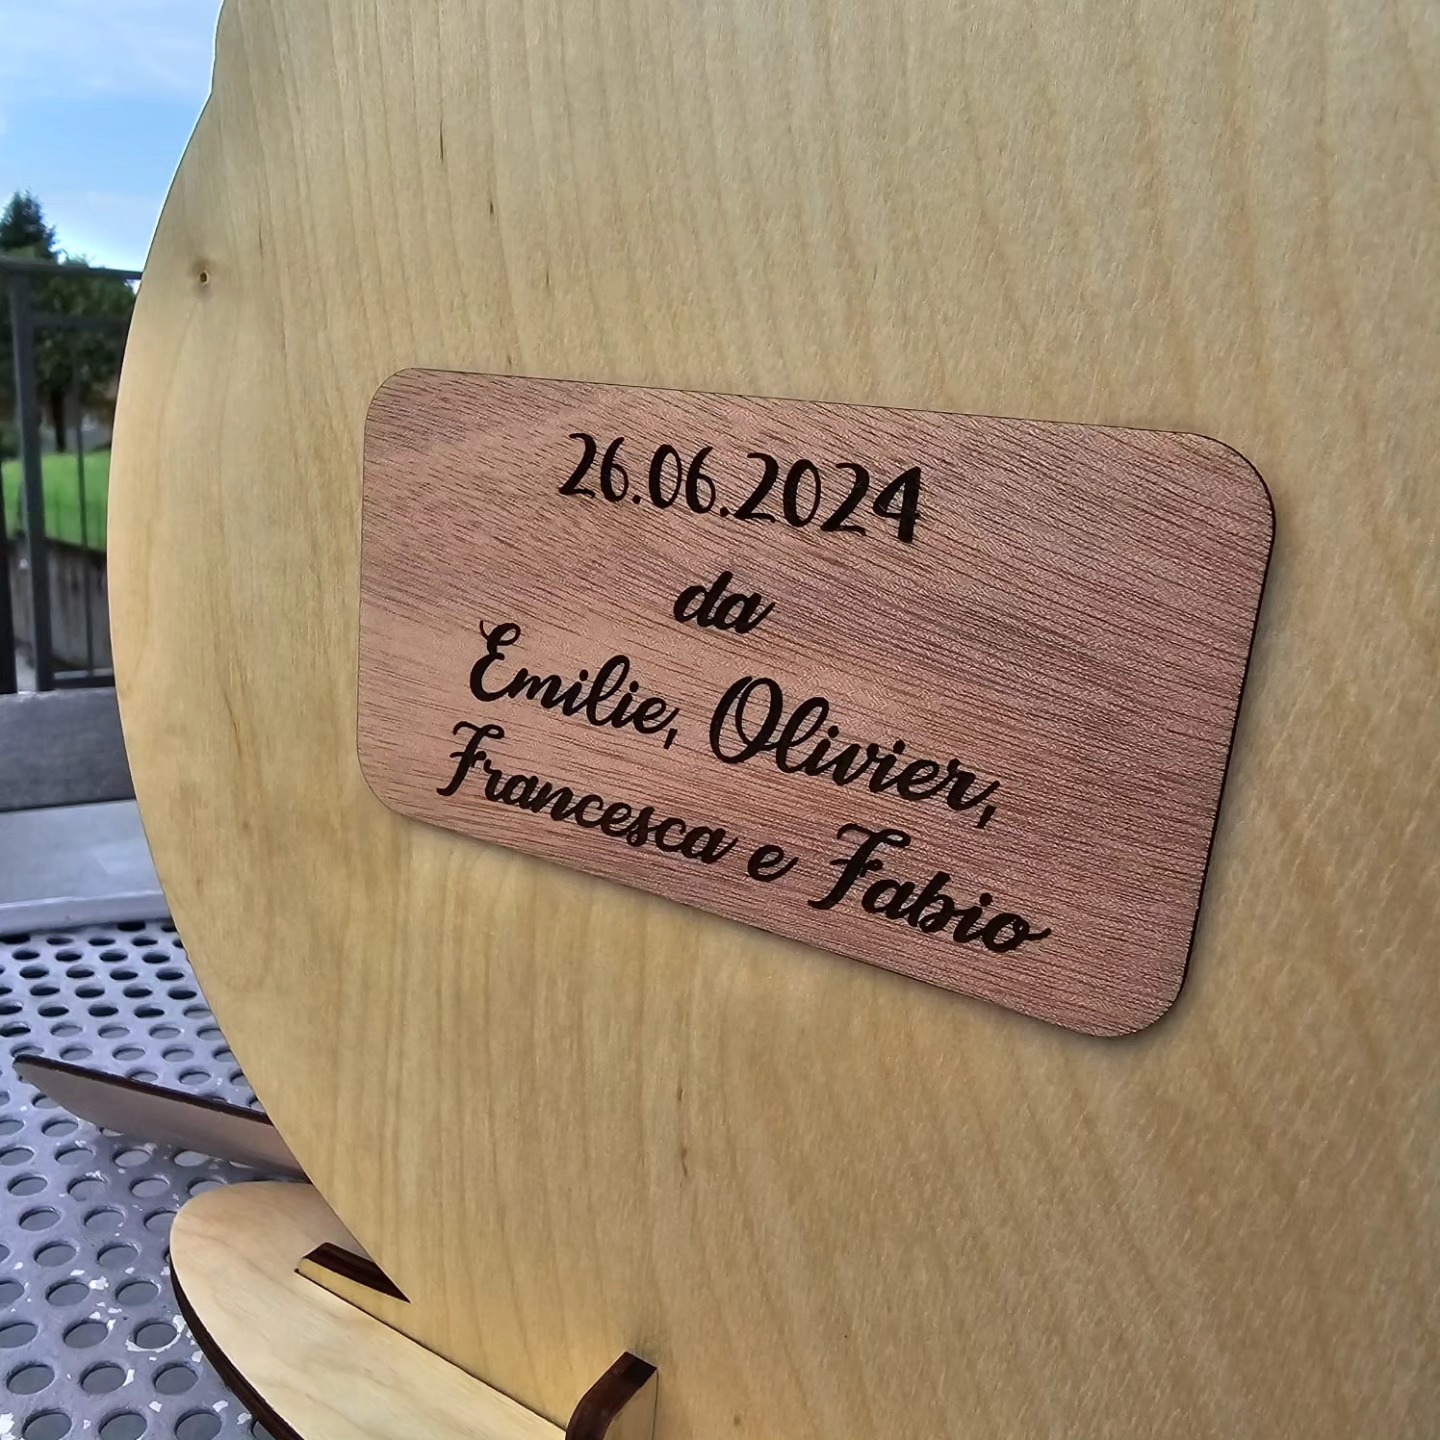 26.06.2024
da
Emilie, Olivier,
Francesca e Fabio